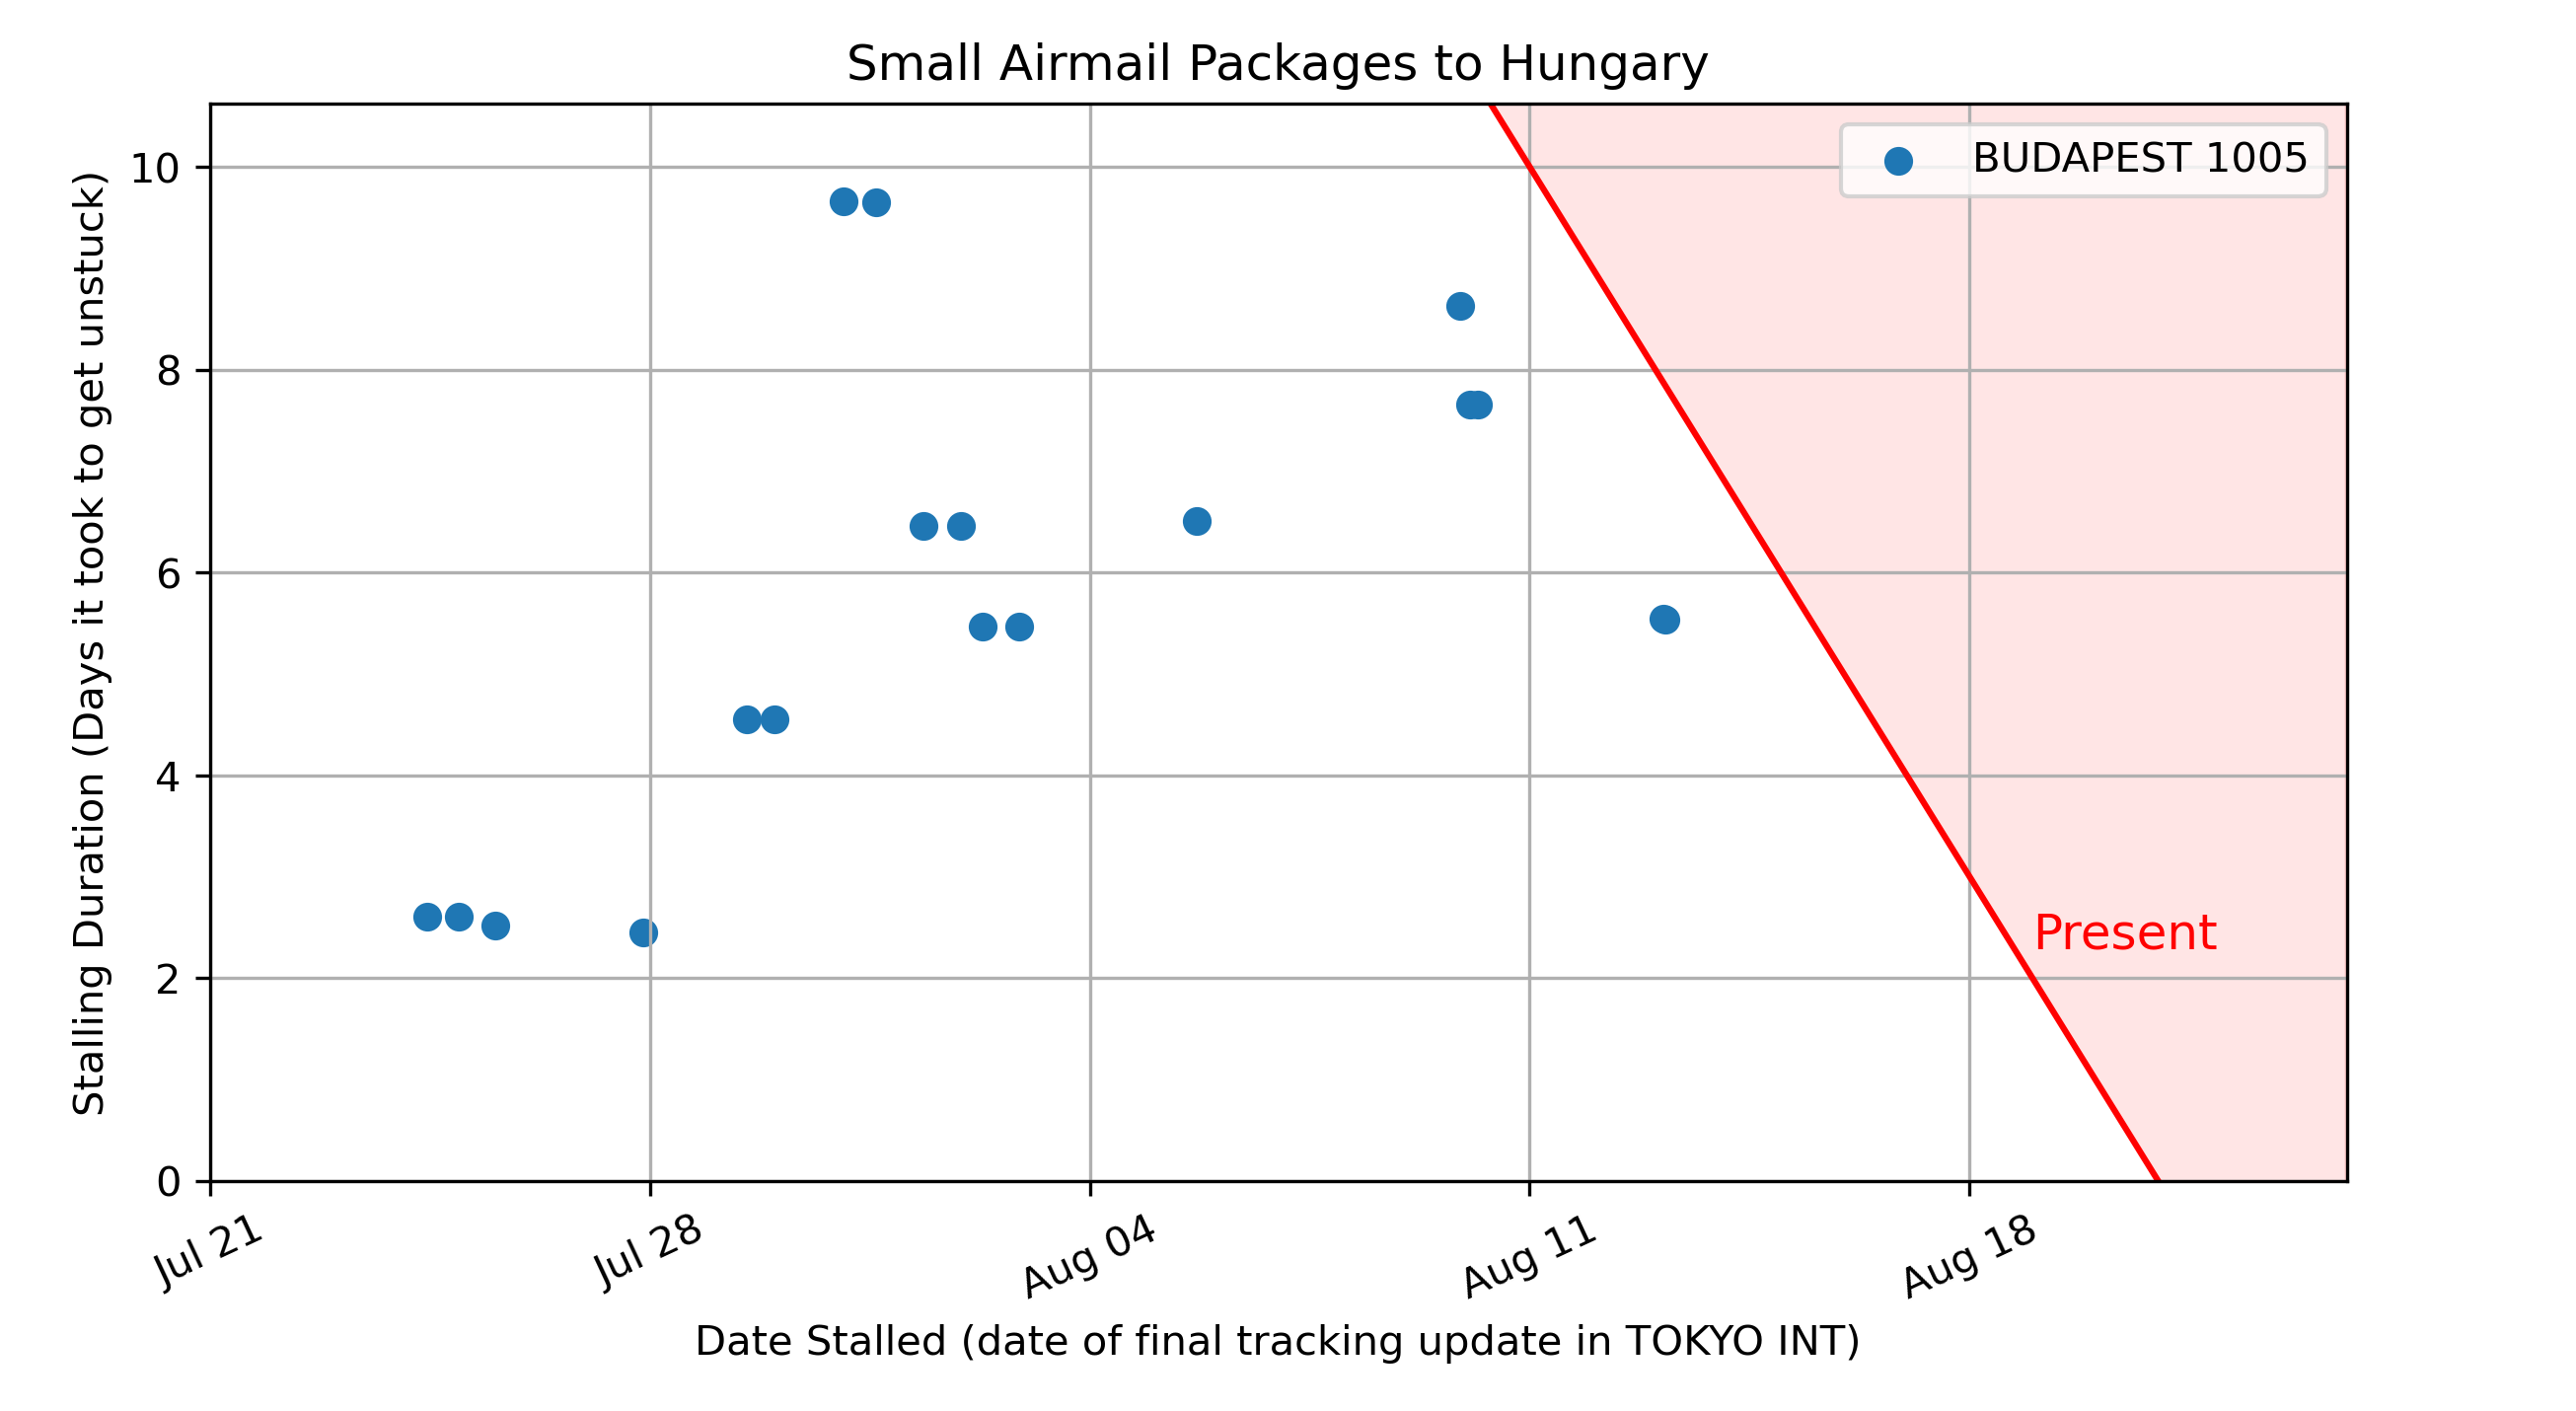 Small Airmail Packages to Hungary
Stalling Duration (Days it took to get unstuck)
10
8
6
4
2
0
BUDAPEST 1005
Present
Jul 21
Jul 28
Aug 04
Aug 11
Aug 18
Date Stalled (date of final tracking update in TOKYO INT)